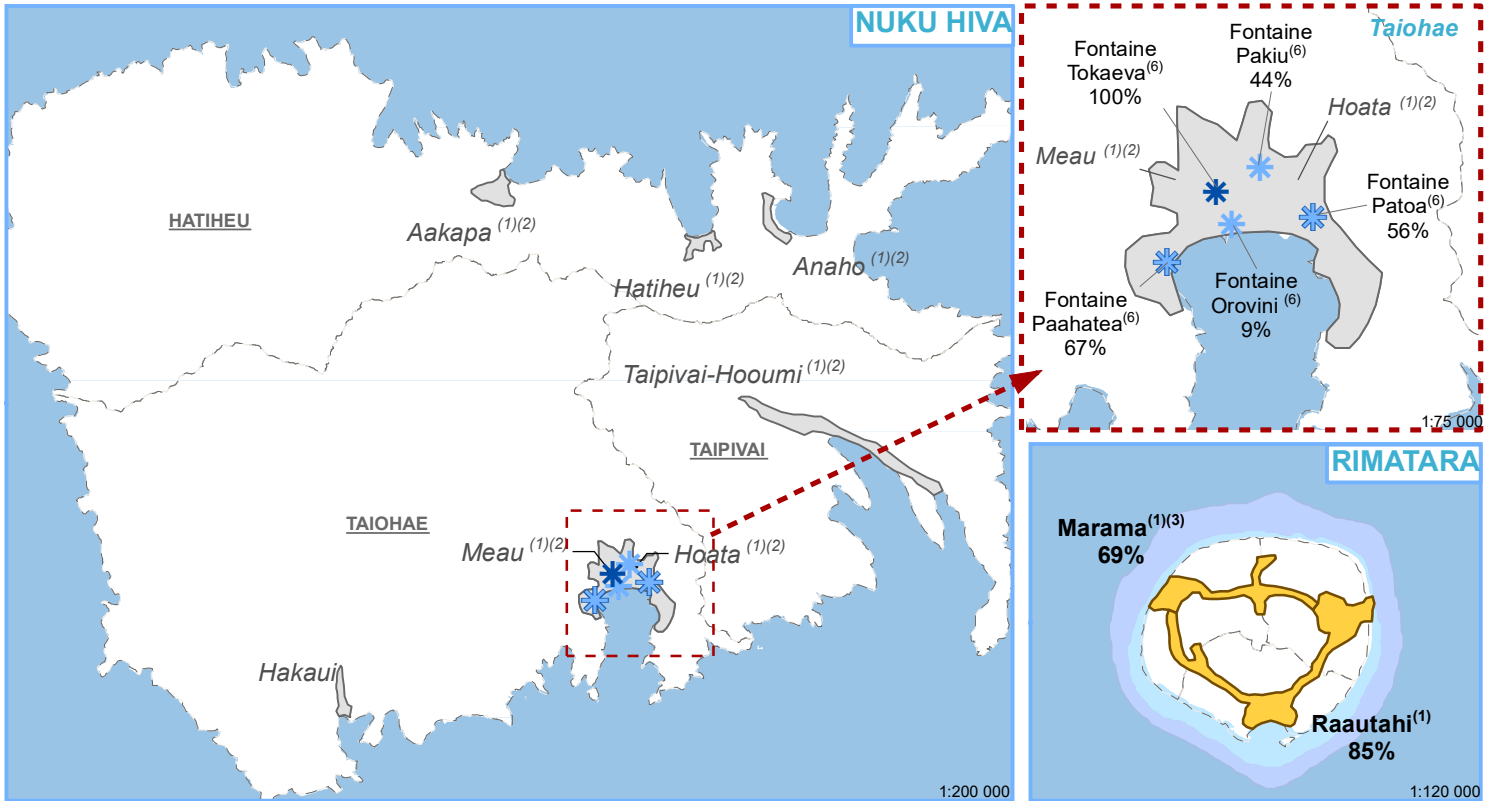 NUKU HIVA
HATIHEU
Aakapa (1)(2)
Hatiheu (1)(2)
Anaho (1)(2)
Taipivai-Hooumi (1)(2)
TAIPIVAI
TAIOHAE
Meau (1)(2)
Hoata (1)(2)
Hakaui
1:200 000
Taiohae
Fontaine
Tokaeva(6)
100%
Fontaine
Pakiu(6)
44%
Hoata (1)(2)
Meau (1)(2)
Fontaine
Patoa(6)
56%
Fontaine
Orovini (6)
9%
Fontaine
Paahatea(6)
67%
1:75 000
RIMATARA
Marama(1)(3)
69%
Raautahi(1)
85%
1:120 000